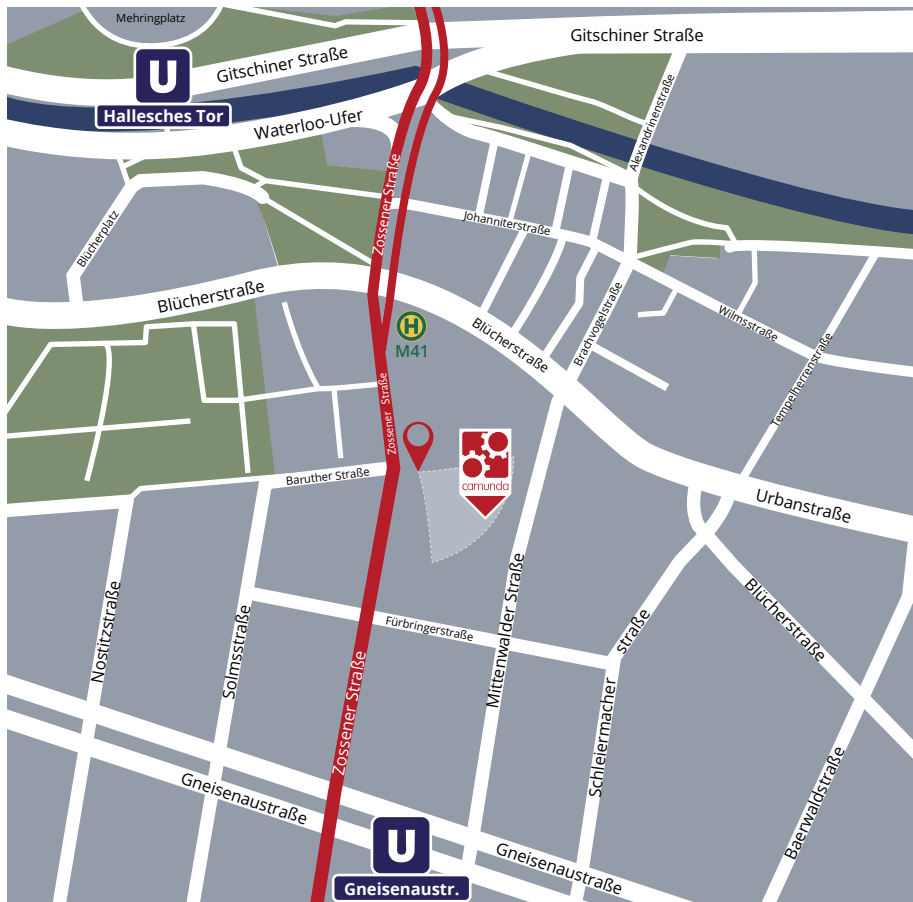 Mehringplatz
Gitschiner Straße
Gitschiner Straße
U
Hallesches Tor
Waterloo-Ufer
Alexandrinenstraße
Zossener Straße
Johanniterstraße
Blücherplatz
Blücherstraße
H
M41
Blücherstraße
Brachvogelstraße
Wilmsstraße
Tempelherrenstraße
Zossener Straße
Baruther Straße
camunda
Urbanstraße
Nostitzstraße
Solmsstraße
Fürbringerstraße
Mittenwalder Straße
straße
Schleiermacher
Blücherstraße
Zossener Straße
Gneisenaustraße
Baerwaldstraße
U
Gneisenaustr.
Gneisenaustraße